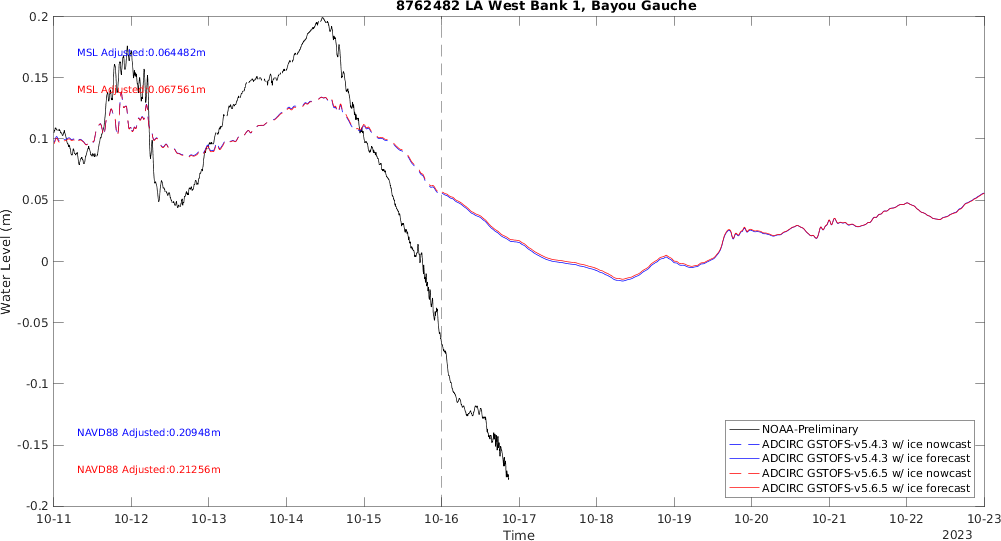 8762482 LA West Bank 1, Bayou Gauche
0.2
0.15
0.1
0.05
0
-0.05
-0.1
-0.15
-0.2
Water Level (m)
MSL Adjusted:0.064482m
MSL Adjusted:0.067561m
NAVD88 Adjusted:0.20948m
NAVD88 Adjusted:0.21256m
NOAA-Preliminary
ADCIRC GSTOFS-v5.4.3 w/ ice nowcast
ADCIRC GSTOFS-v5.4.3 w/ ice forecast
ADCIRC GSTOFS-v5.6.5 w/ ice nowcast
ADCIRC GSTOFS-v5.6.5 w/ ice forecast
10-11 10-12 10-13 10-14 10-15 10-16 10-17 10-18 10-19 10-20 10-21 10-22 10-23
Time
2023